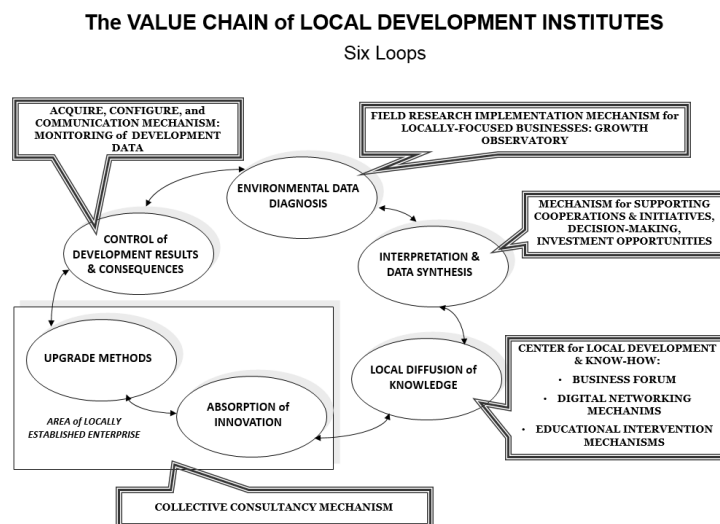 The VALUE CHAIN of LOCAL DEVELOPMENT INSTITUTES
Six Loops
ACQUIRE, CONFIGURE, and
COMMUNICATION MECHANISM:
MONITORING of DEVELOPMENT
DATA
FIELD RESEARCH IMPLEMENTATION MECHANISM for
LOCALLY-FOCUSED BUSINESSES: GROWTH
OBSERVATORY
ENVIRONMENTAL DATA
DIAGNOSIS
MECHANISM for SUPPORTING
COOPERATIONS & INITIATIVES,
DECISION-MAKING,
INVESTMENT OPPORTUNITIES
CONTROL of
DEVELOPMENT RESULTS
& CONSEQUENCES
INTERPRETATION &
DATA SYNTHESIS
UPGRADE METHODS
LOCAL DIFFUSION of
KNOWLEDGE
CENTER for LOCAL DEVELOPMENT
& KNOW-HOW:
• BUSINESS FORUM
• DIGITAL NETWORKING
MECHANIMS
• EDUCATIONAL INTERVENTION
MECHANISMS
ABSORPTION of
INNOVATION
AREA of LOCALLY
ESTABLISHED ENTERPRISE
COLLECTIVE CONSULTANCY MECHANISM